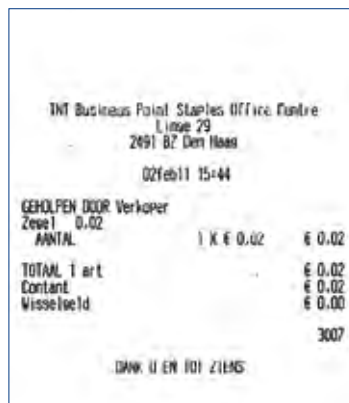 TNT Business Point Staples Office Centre
Linse 29
2491 BZ Den Haag
02feb11 15:44
GEHOLPEN DOOR Verkoper
Zegel 0.02
AANTAL 1 X € 0.02 € 0.02
TOTAAL 1 art € 0.02
Contant € 0.02
Wisselgeld € 0.00
3007
DANK U EN TOT ZIENS